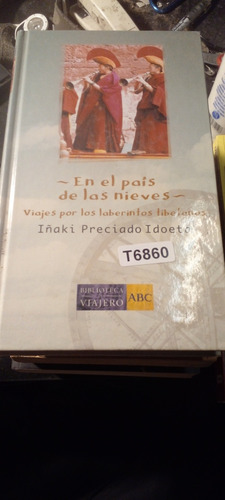 ~ En el país
de las nieves ~
Viajes por los laberintos tibetanos
Iñaki Preciado Idoeta
T6860
BIBLIOTECA
VIAJERO
ABC